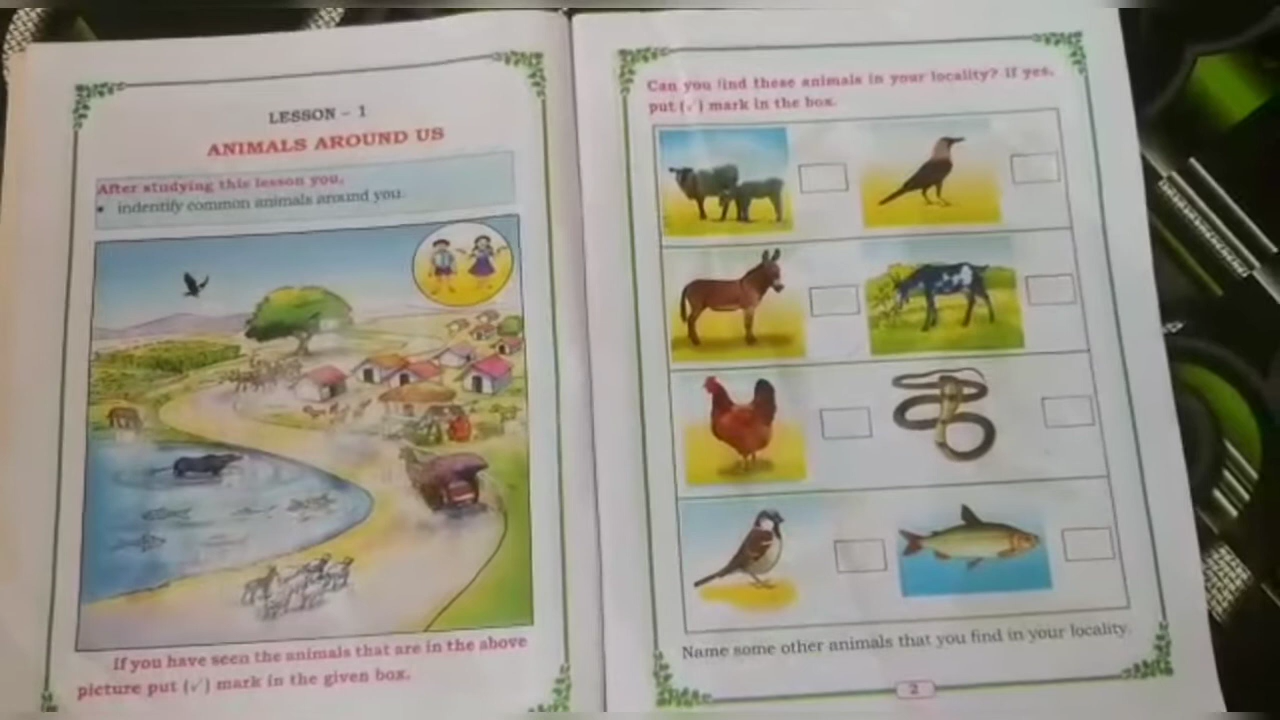 LESSON - 1
ANIMALS AROUND US
After studying this lesson you,
• indentify common animals around you.
If you have seen the animals that are in the above
picture put (✓) mark in the given box.
Can you find these animals in your locality? If yes,
put (✓) mark in the box.
Name some other animals that you find in your locality.
2